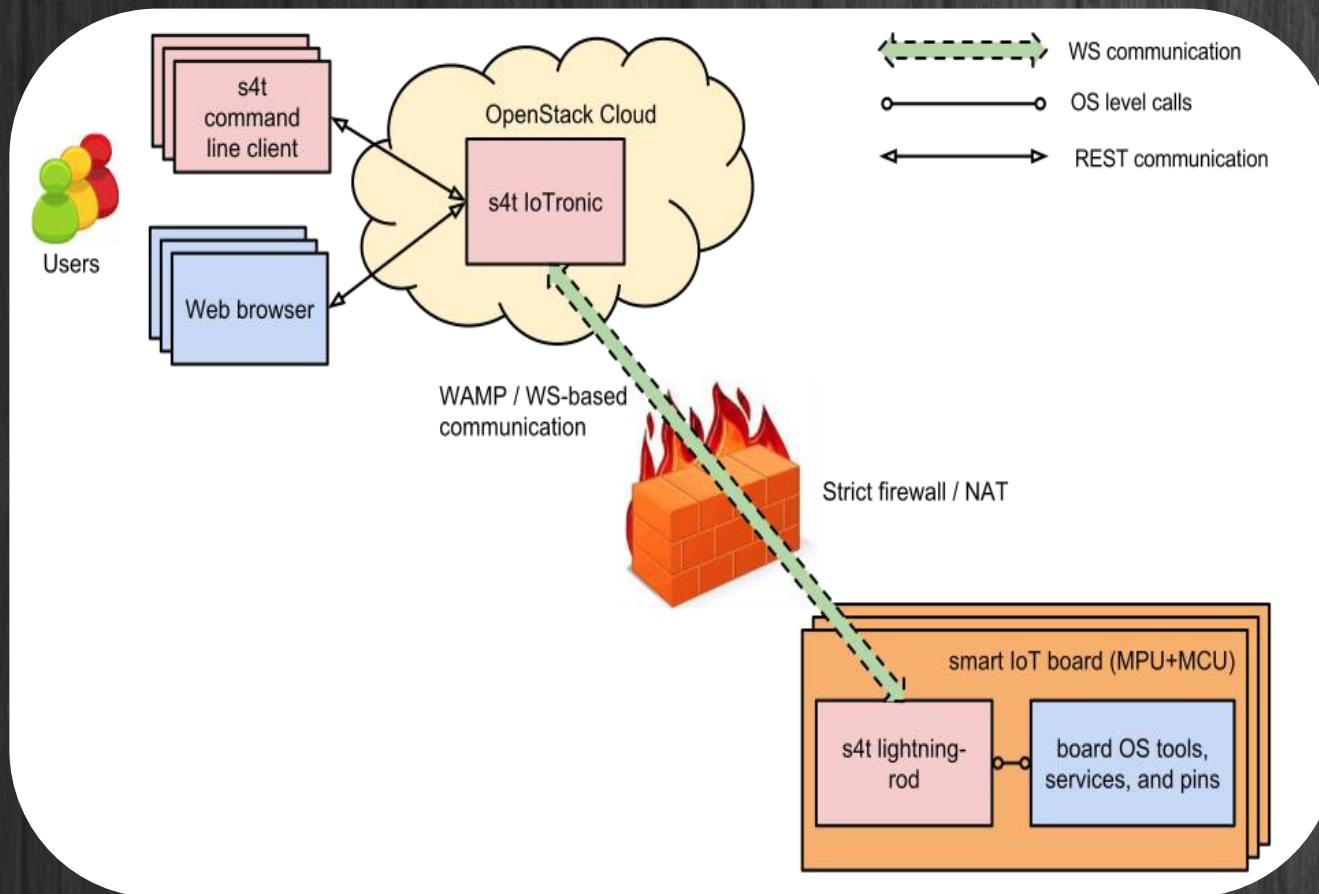 s4t
command
line client
OpenStack Cloud
s4t IoTronic
WS communication
OS level calls
REST communication
Users
Web browser
WAMP / WS-based
communication
Strict firewall / NAT
smart IoT board (MPU+MCU)
s4t lightning-
rod
board OS tools,
services, and pins